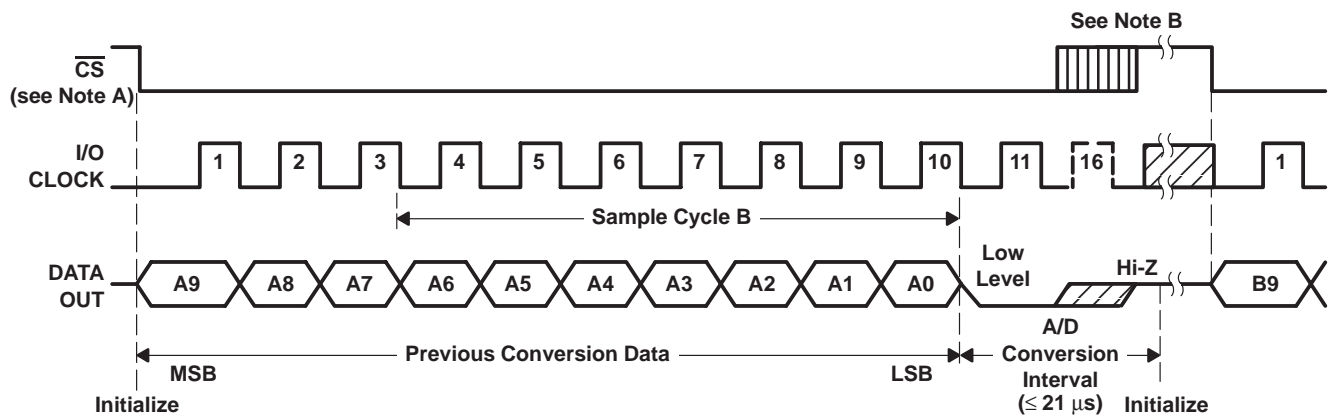 See Note B
CS
(see Note A)
I/O
CLOCK
1 2 3 4 5 6 7 8 9 10 11 16 1
Sample Cycle B
DATA
OUT
A9 A8 A7 A6 A5 A4 A3 A2 A1 A0
Low
Level
Hi-Z
B9
Previous Conversion Data
MSB
LSB
A/D
Conversion
Interval
(≤ 21 μs)
Initialize
Initialize